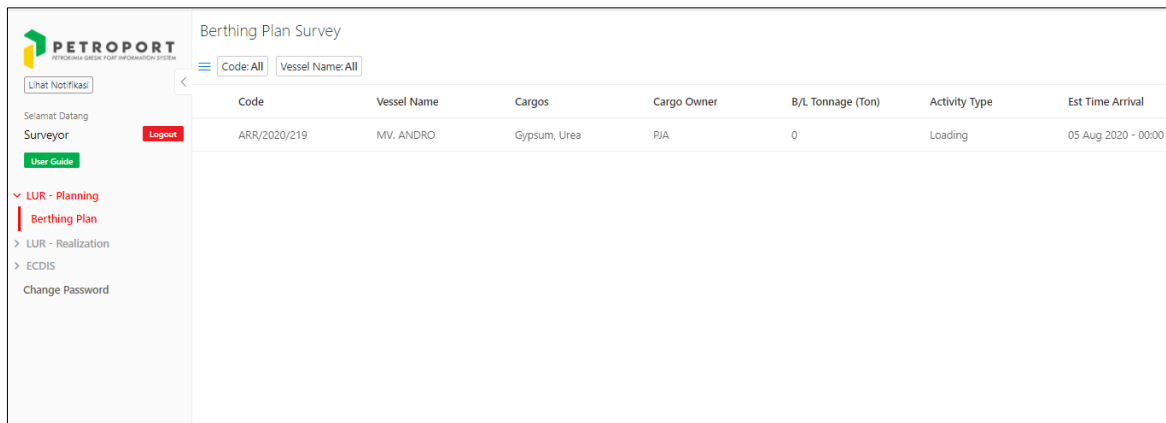 PETROPORT
PETROKIMIA GRESIK PORT INFORMATION SYSTEM
Lihat Notifikasi
Selamat Datang
Surveyor Logout
User Guide
LUR - Planning
Berthing Plan
LUR - Realization
ECDIS
Change Password
Berthing Plan Survey
Code: All Vessel Name: All
Code Vessel Name Cargos Cargo Owner B/L Tonnage (Ton) Activity Type Est Time Arrival
ARR/2020/219 MV. ANDRO Gypsum, Urea PJA 0 Loading 05 Aug 2020 - 00:00